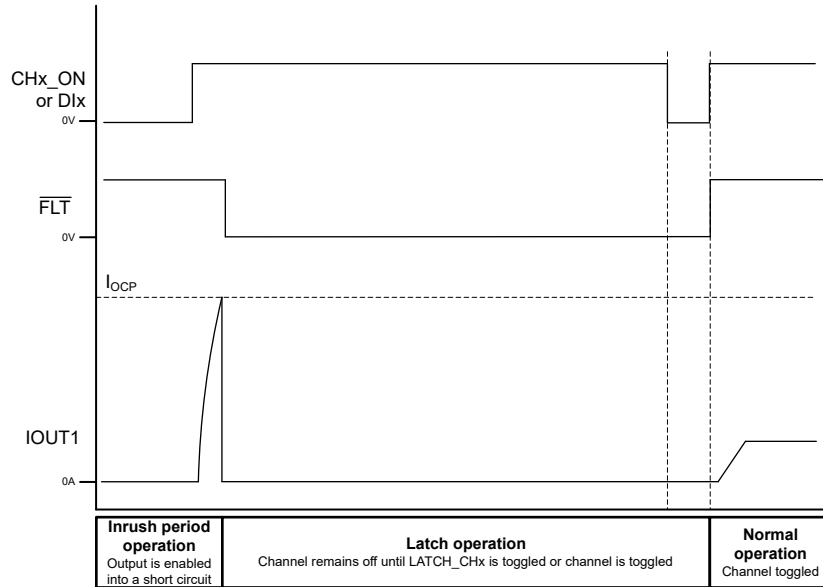 CHx_ON
or DIx
0V
FLT
0V
IOCP
IOUT1
0A
Inrush period
operation
Output is enabled
into a short circuit
Latch operation
Channel remains off until LATCH_CHx is toggled or channel is toggled
Normal
operation
Channel toggled